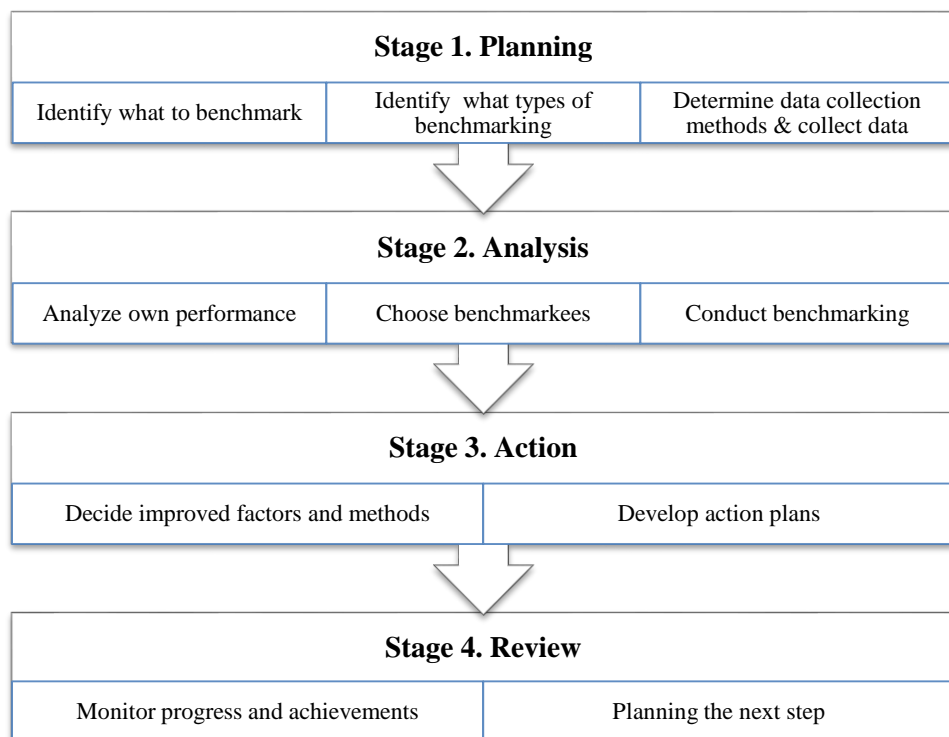 Stage 1. Planning
Identify what to benchmark
Identify what types of
benchmarking
Determine data collection
methods & collect data
Stage 2. Analysis
Analyze own performance
Choose benchmarkees
Conduct benchmarking
Stage 3. Action
Decide improved factors and methods
Develop action plans
Stage 4. Review
Monitor progress and achievements
Planning the next step